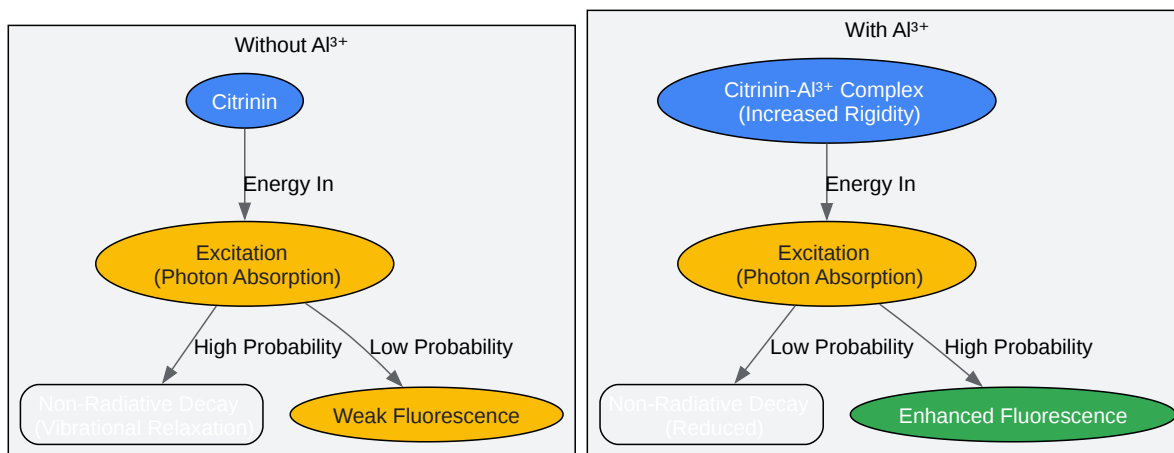 Without Al³⁺
Citrinin
Energy In
Excitation
(Photon Absorption)
High Probability
Low Probability
Non-Radiative Decay
(Vibrational Relaxation)
Weak Fluorescence
With Al³⁺
Citrinin-Al³⁺ Complex
(Increased Rigidity)
Energy In
Excitation
(Photon Absorption)
Low Probability
High Probability
Non-Radiative Decay
(Reduced)
Enhanced Fluorescence